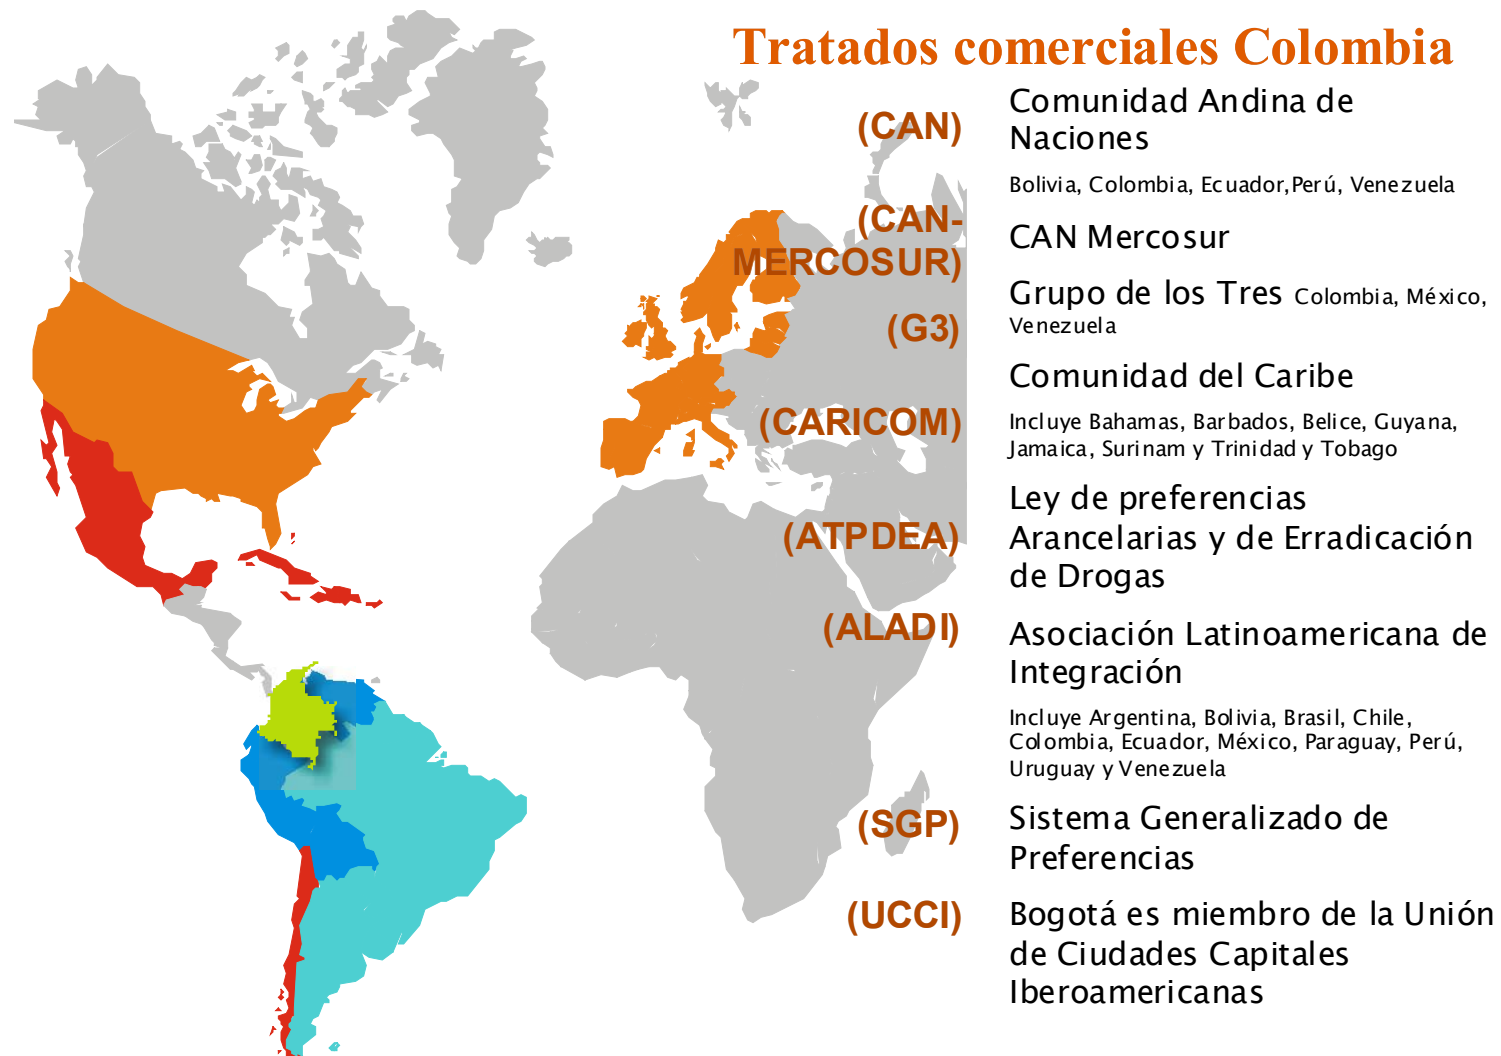 Tratados comerciales Colombia
(CAN)
Comunidad Andina de
Naciones
Bolivia, Colombia, Ecuador,Perú, Venezuela
(CAN-
MERCOSUR)
CAN Mercosur
(G3)
Grupo de los Tres Colombia, México,
Venezuela
(CARICOM)
Comunidad del Caribe
Incluye Bahamas, Barbados, Belice, Guyana,
Jamaica, Surinam y Trinidad y Tobago
(ATPDEA)
Ley de preferencias
Arancelarias y de Erradicación
de Drogas
(ALADI)
Asociación Latinoamericana de
Integración
Incluye Argentina, Bolivia, Brasil, Chile,
Colombia, Ecuador, México, Paraguay, Perú,
Uruguay y Venezuela
(SGP)
Sistema Generalizado de
Preferencias
(UCCI)
Bogotá es miembro de la Unión
de Ciudades Capitales
Iberoamericanas